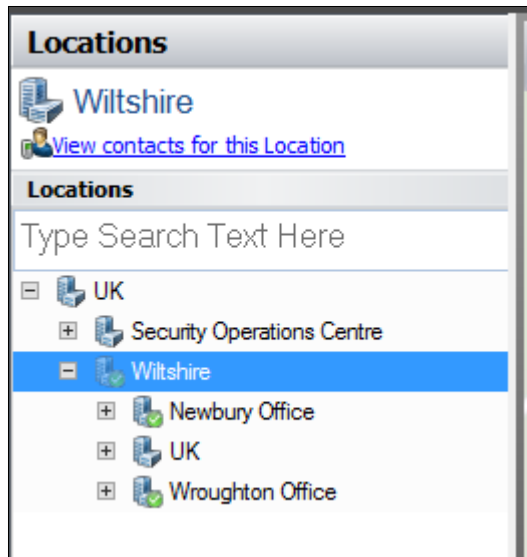 Locations
Wiltshire
View contacts for this Location
Locations
Type Search Text Here
UK
Security Operations Centre
Wiltshire
Newbury Office
UK
Wroughton Office